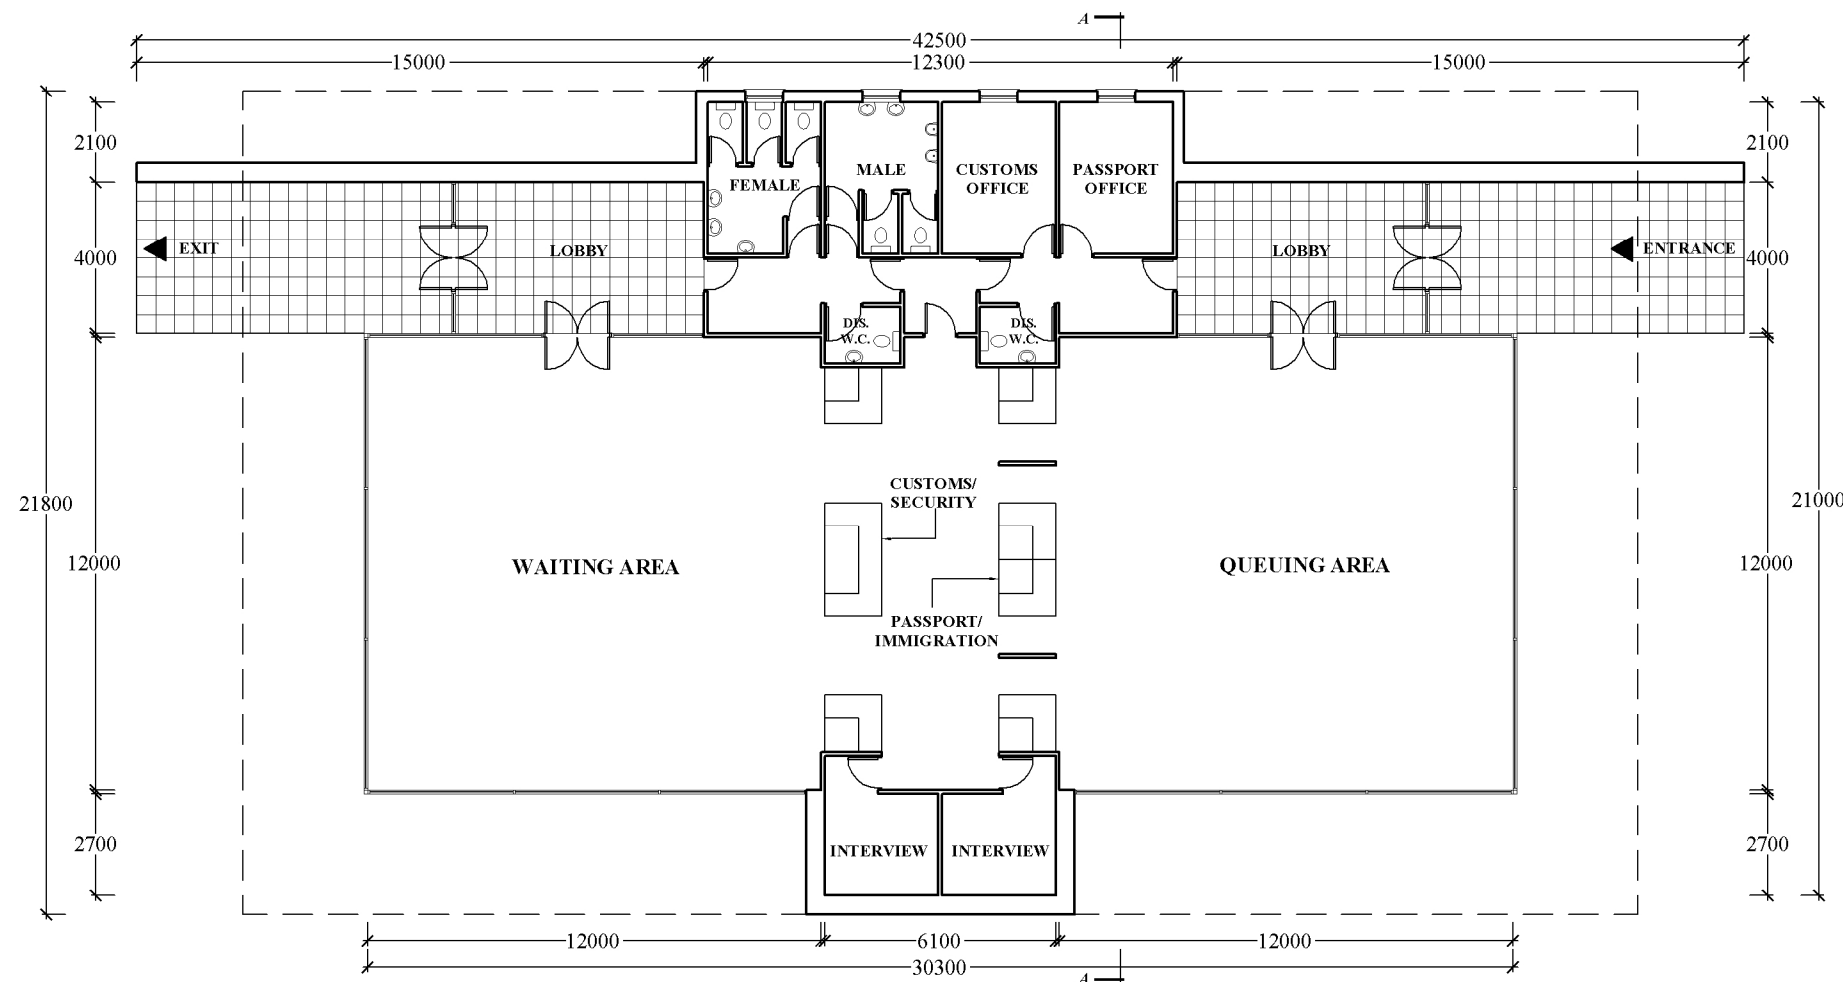 A
42500
15000
12300
15000
2100
2100
FEMALE
MALE
CUSTOMS
OFFICE
PASSPORT
OFFICE
EXIT
LOBBY
LOBBY
ENTRANCE
4000
4000
DIS.
W.C.
DIS.
W.C.
CUSTOMS/
SECURITY
21800
21000
12000
WAITING AREA
QUEUING AREA
12000
PASSPORT/
IMMIGRATION
2700
INTERVIEW
INTERVIEW
2700
12000
6100
12000
30300
A